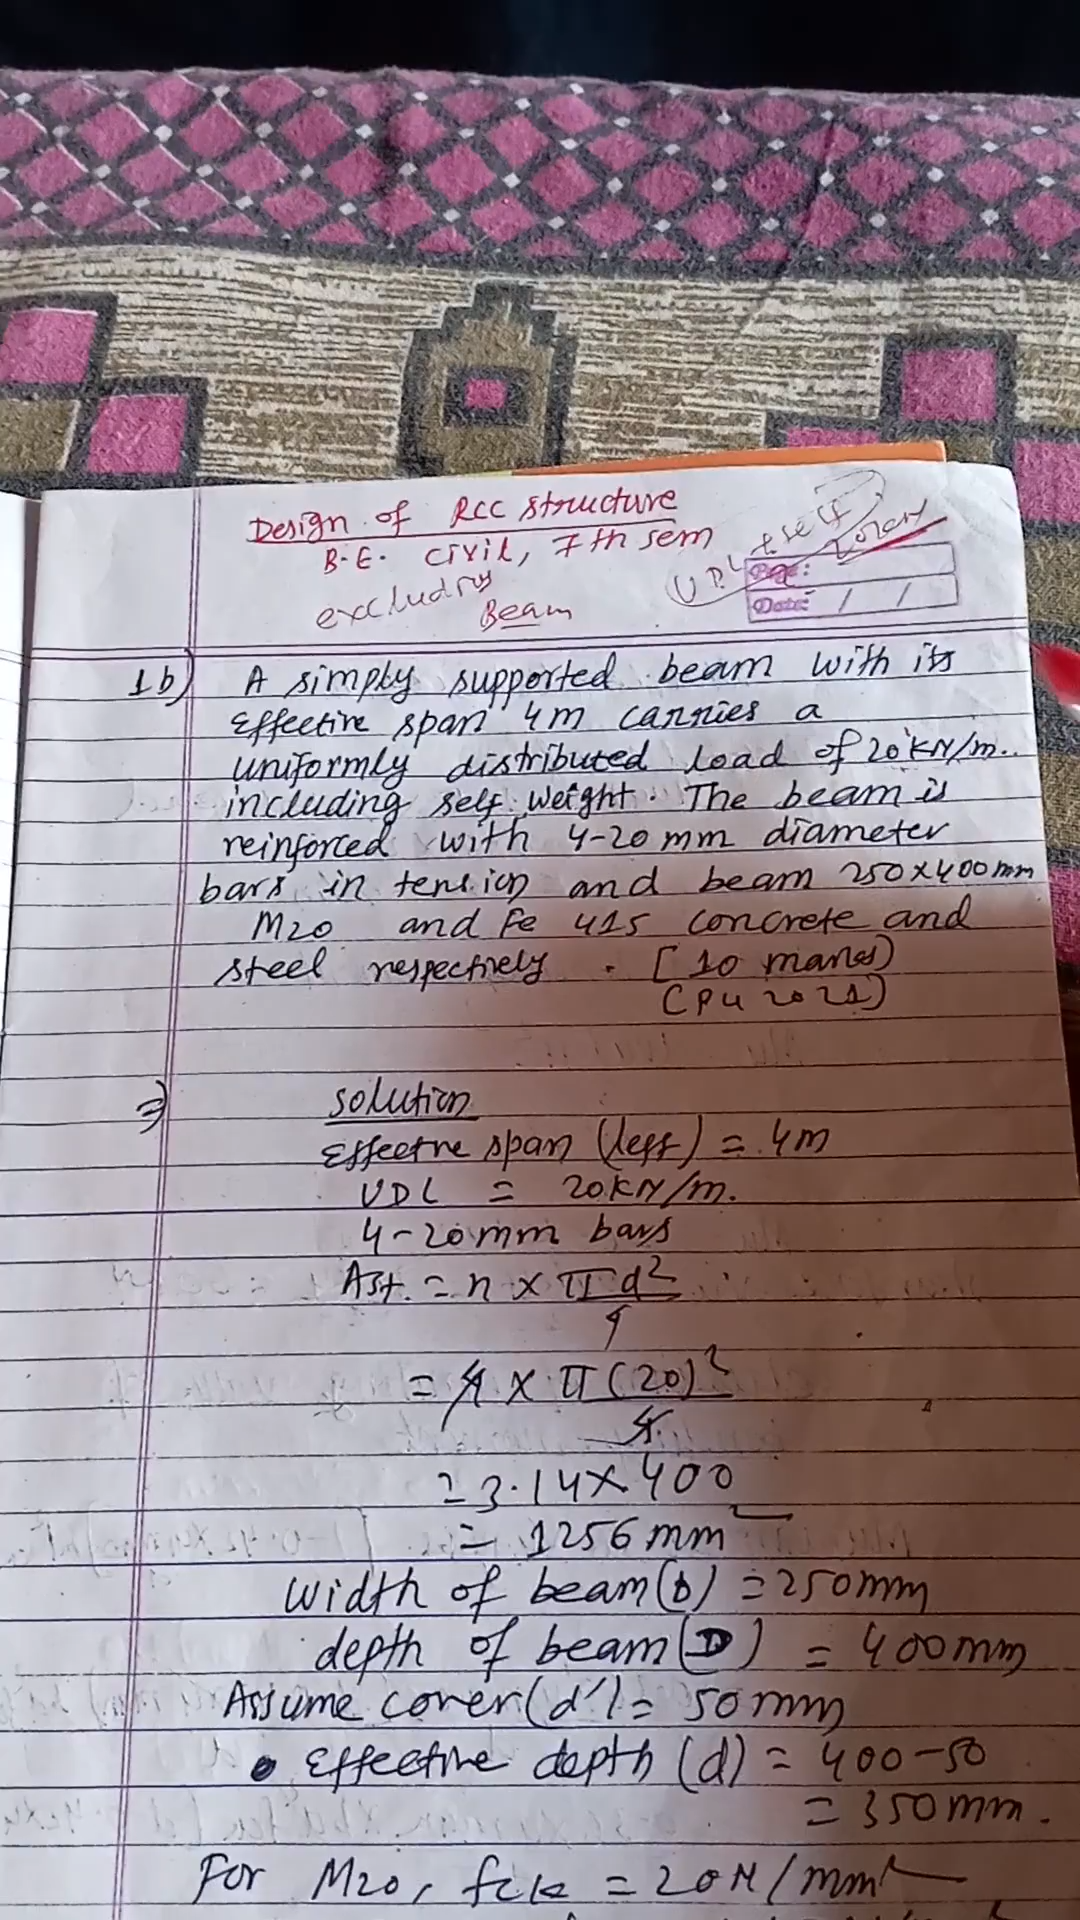 Design of RCC Structure
B.E. Civil, 7th sem
excluding
Beam
UDL + self
Page:
Date: / /
1b) A simply supported beam with its
effective span 4m carries a
uniformly distributed load of 20 kN/m.
including self weight. The beam is
reinforced with 4-20 mm diameter
bars in tension and beam 250x400mm
M20 and Fe 415 concrete and
steel respectively. [10 marks)
(PU 2021)
⇒ solution
Effective span (leff) = 4m
UDL = 20kN/m.
4-20mm bars
Ast. = n x πd²
4
= 4 x π(20)²
4
= 3.14x400
= 1256 mm²
Width of beam(b) = 250mm
depth of beam(D) = 400mm
Assume cover(d') = 50mm
• Effective depth (d) = 400-50
= 350mm.
For M20, fck = 20N/mm²